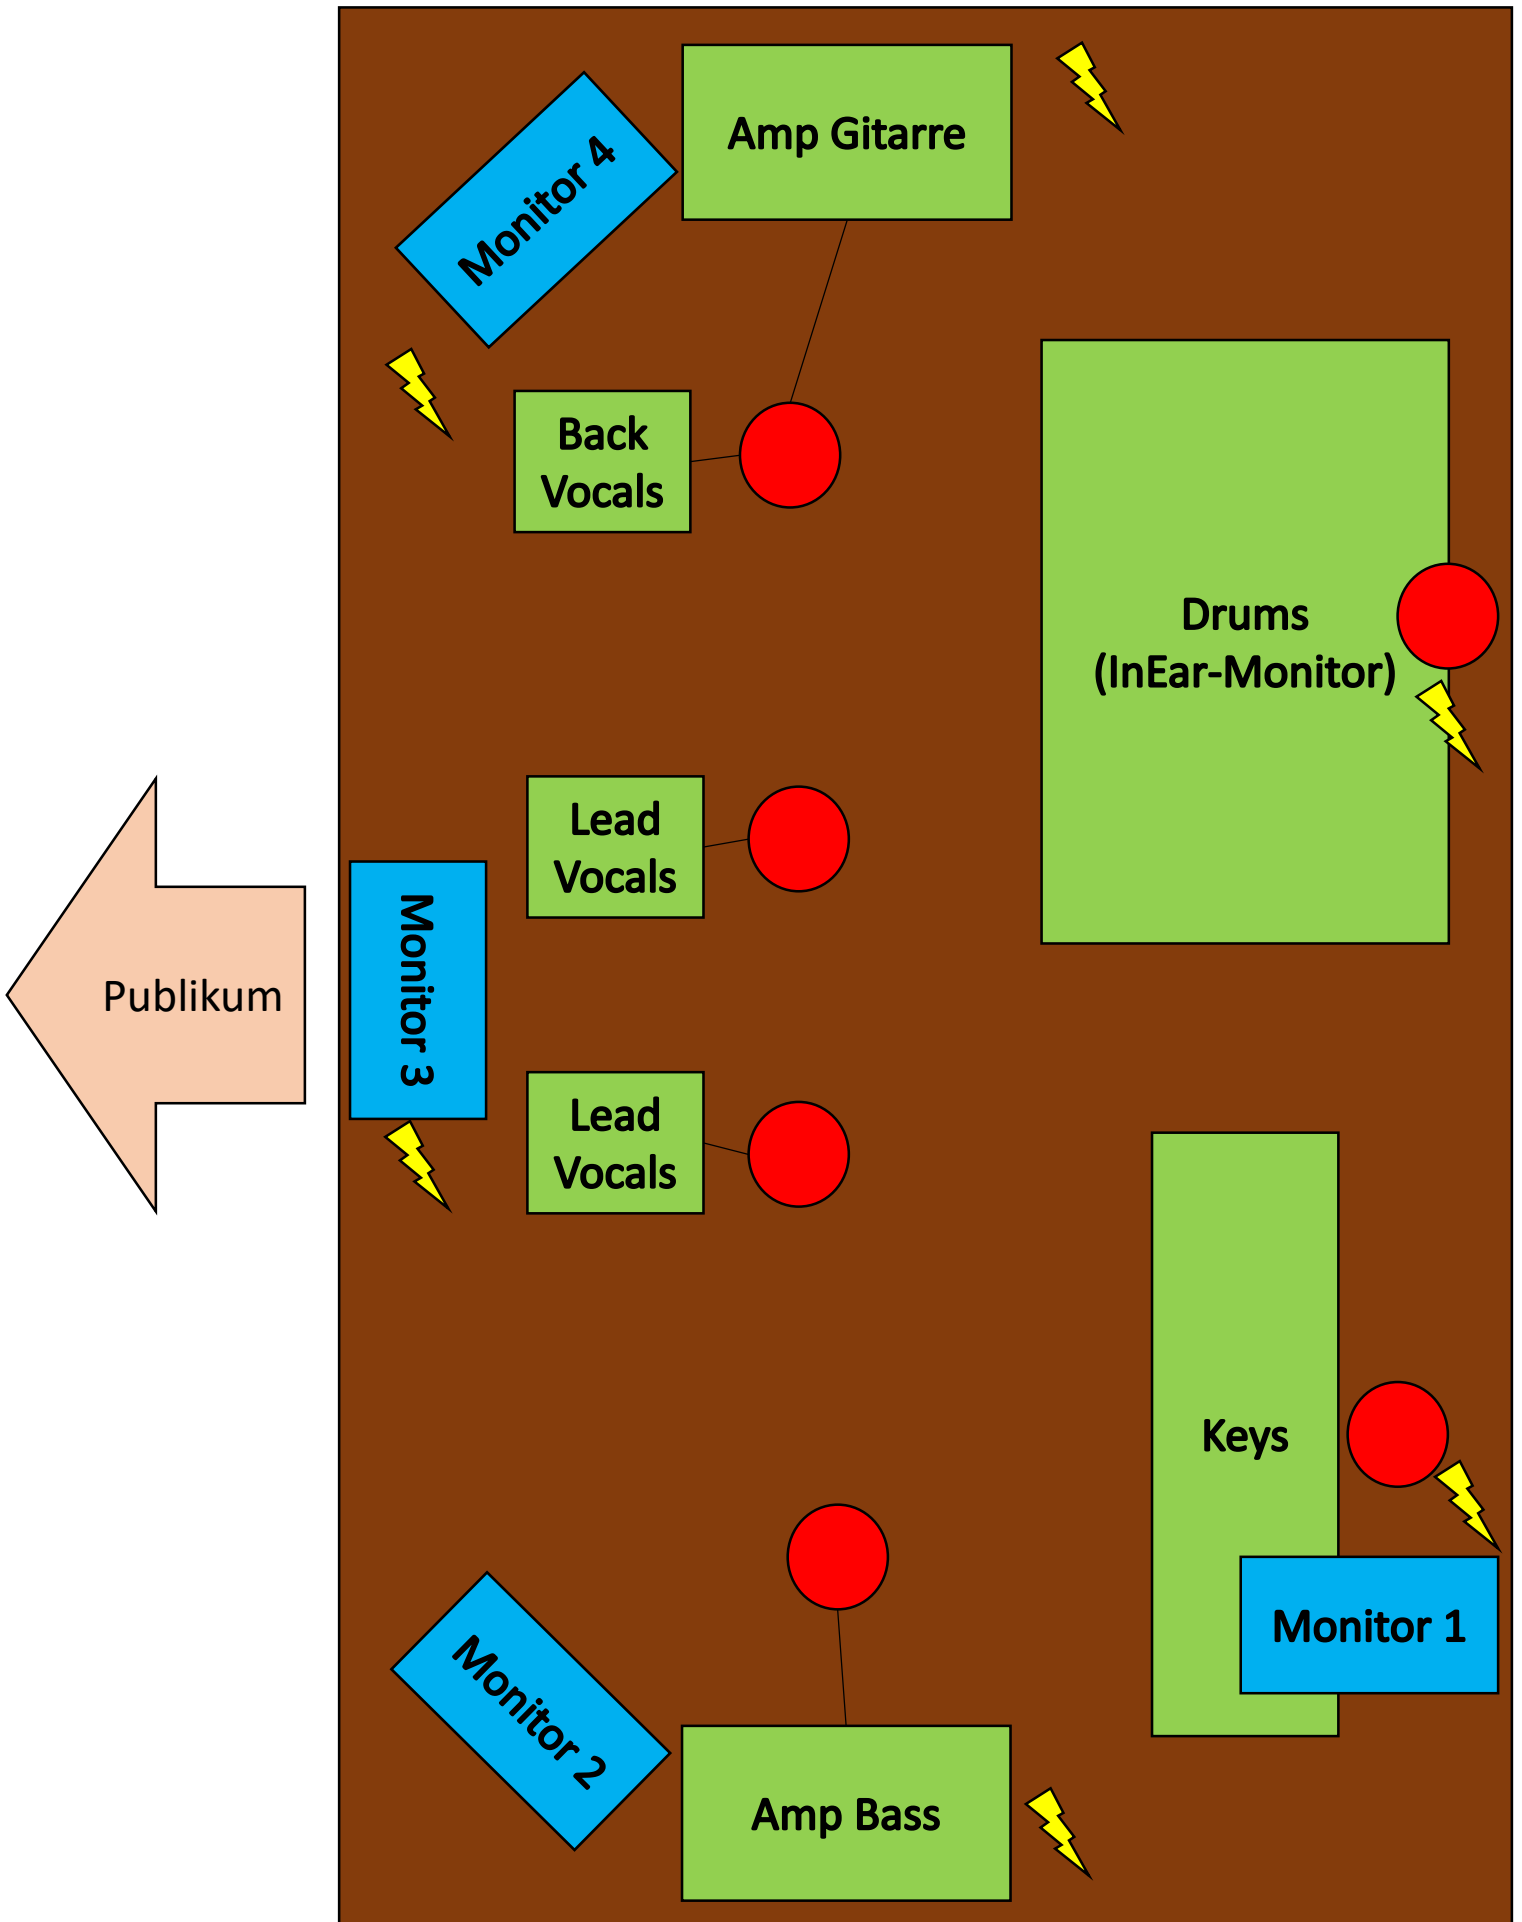 Amp Gitarre
Monitor 4
Back
Vocals
Drums
(InEar-Monitor)
Lead
Vocals
Monitor 3
Publikum
Lead
Vocals
Keys
Monitor 1
Monitor 2
Amp Bass